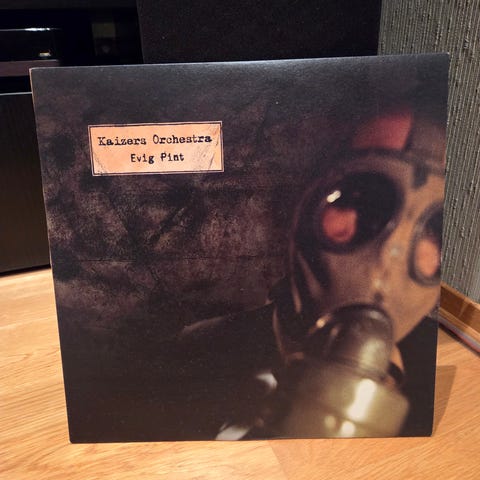 Kaizers Orchestra
Evig Pint